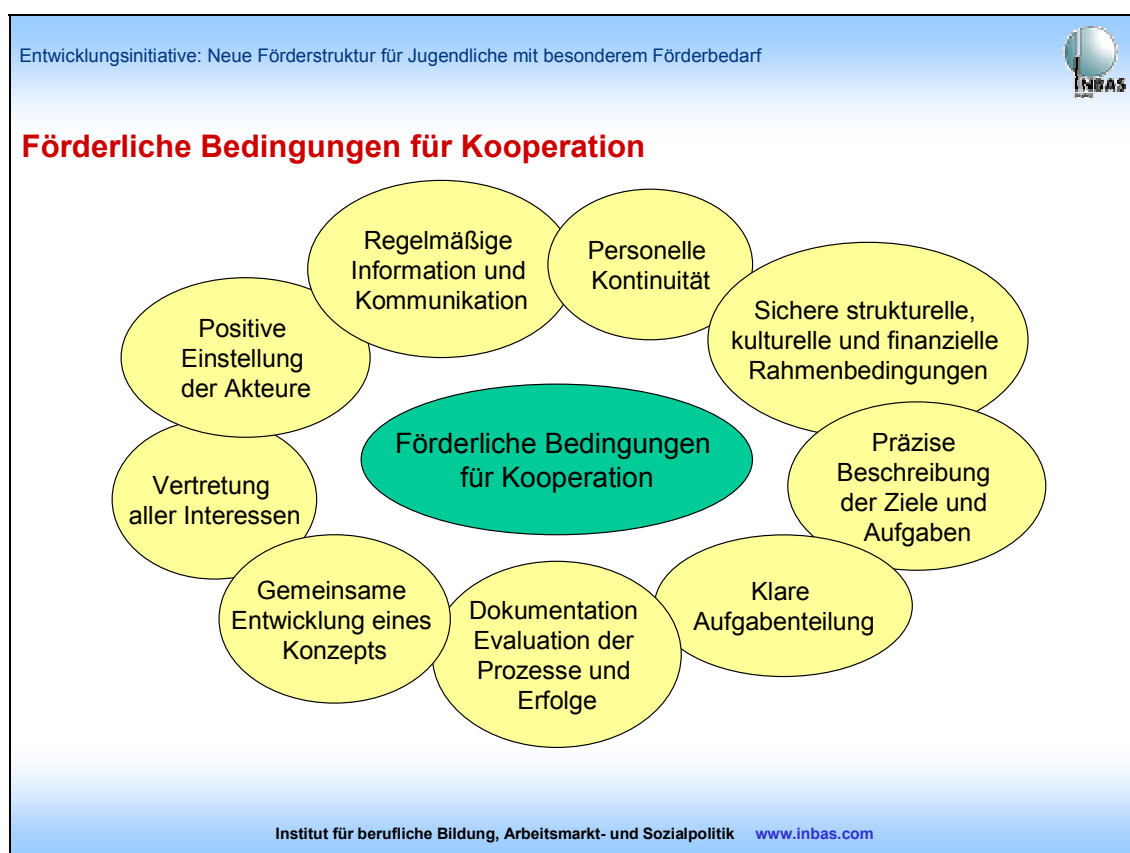 Entwicklungsinitiative: Neue Förderstruktur für Jugendliche mit besonderem Förderbedarf
INBAS
Förderliche Bedingungen für Kooperation
Regelmäßige
Information und
Kommunikation
Personelle
Kontinuität
Sichere strukturelle,
kulturelle und finanzielle
Rahmenbedingungen
Positive
Einstellung
der Akteure
Förderliche Bedingungen
für Kooperation
Präzise
Beschreibung
der Ziele und
Aufgaben
Vertretung
aller Interessen
Klare
Aufgabenteilung
Gemeinsame
Entwicklung eines
Konzepts
Dokumentation
Evaluation der
Prozesse und
Erfolge
Institut für berufliche Bildung, Arbeitsmarkt- und Sozialpolitik www.inbas.com